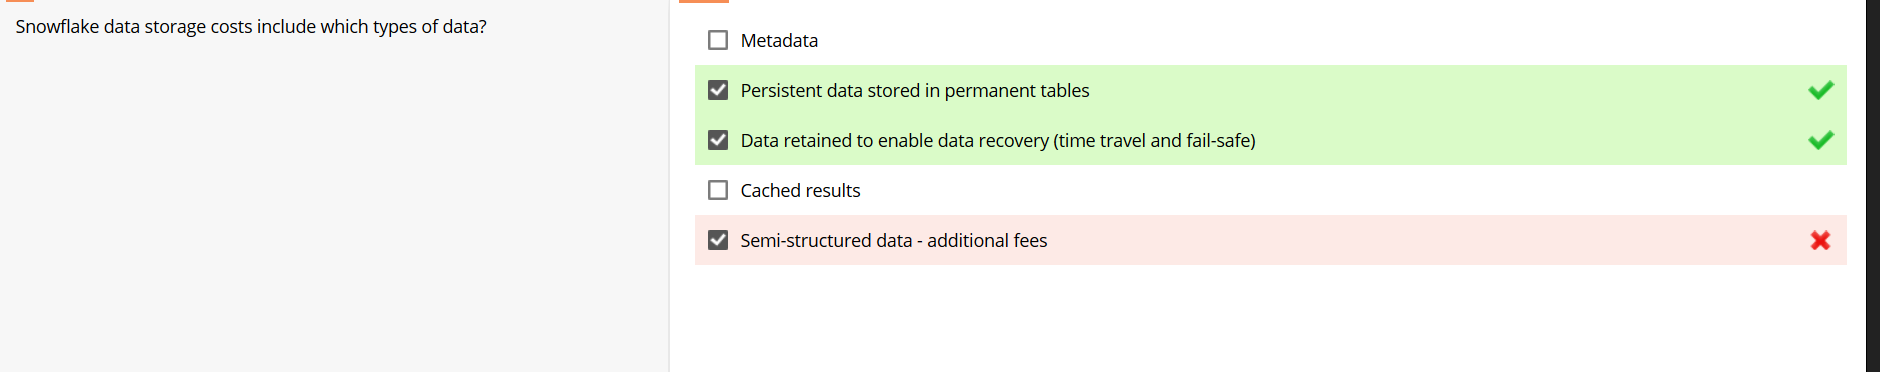 Snowflake data storage costs include which types of data?
Metadata
Persistent data stored in permanent tables
Data retained to enable data recovery (time travel and fail-safe)
Cached results
Semi-structured data - additional fees